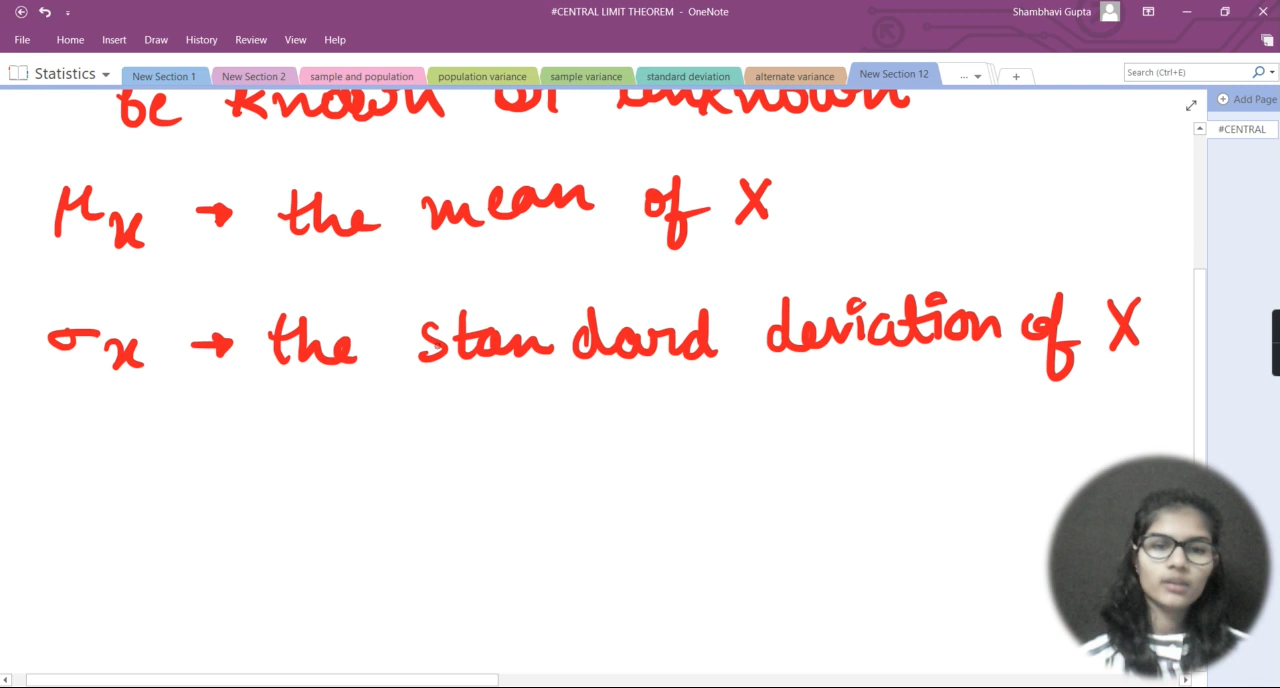 #CENTRAL LIMIT THEOREM - OneNote
Shambhavi Gupta
File Home Insert Draw History Review View Help
Statistics
New Section 1 New Section 2 sample and population population variance sample variance standard deviation alternate variance New Section 12 ... +
Search (Ctrl+E)
Add Page
#CENTRAL
be known or unknown
μx → the mean of X
σx → the standard deviation of X